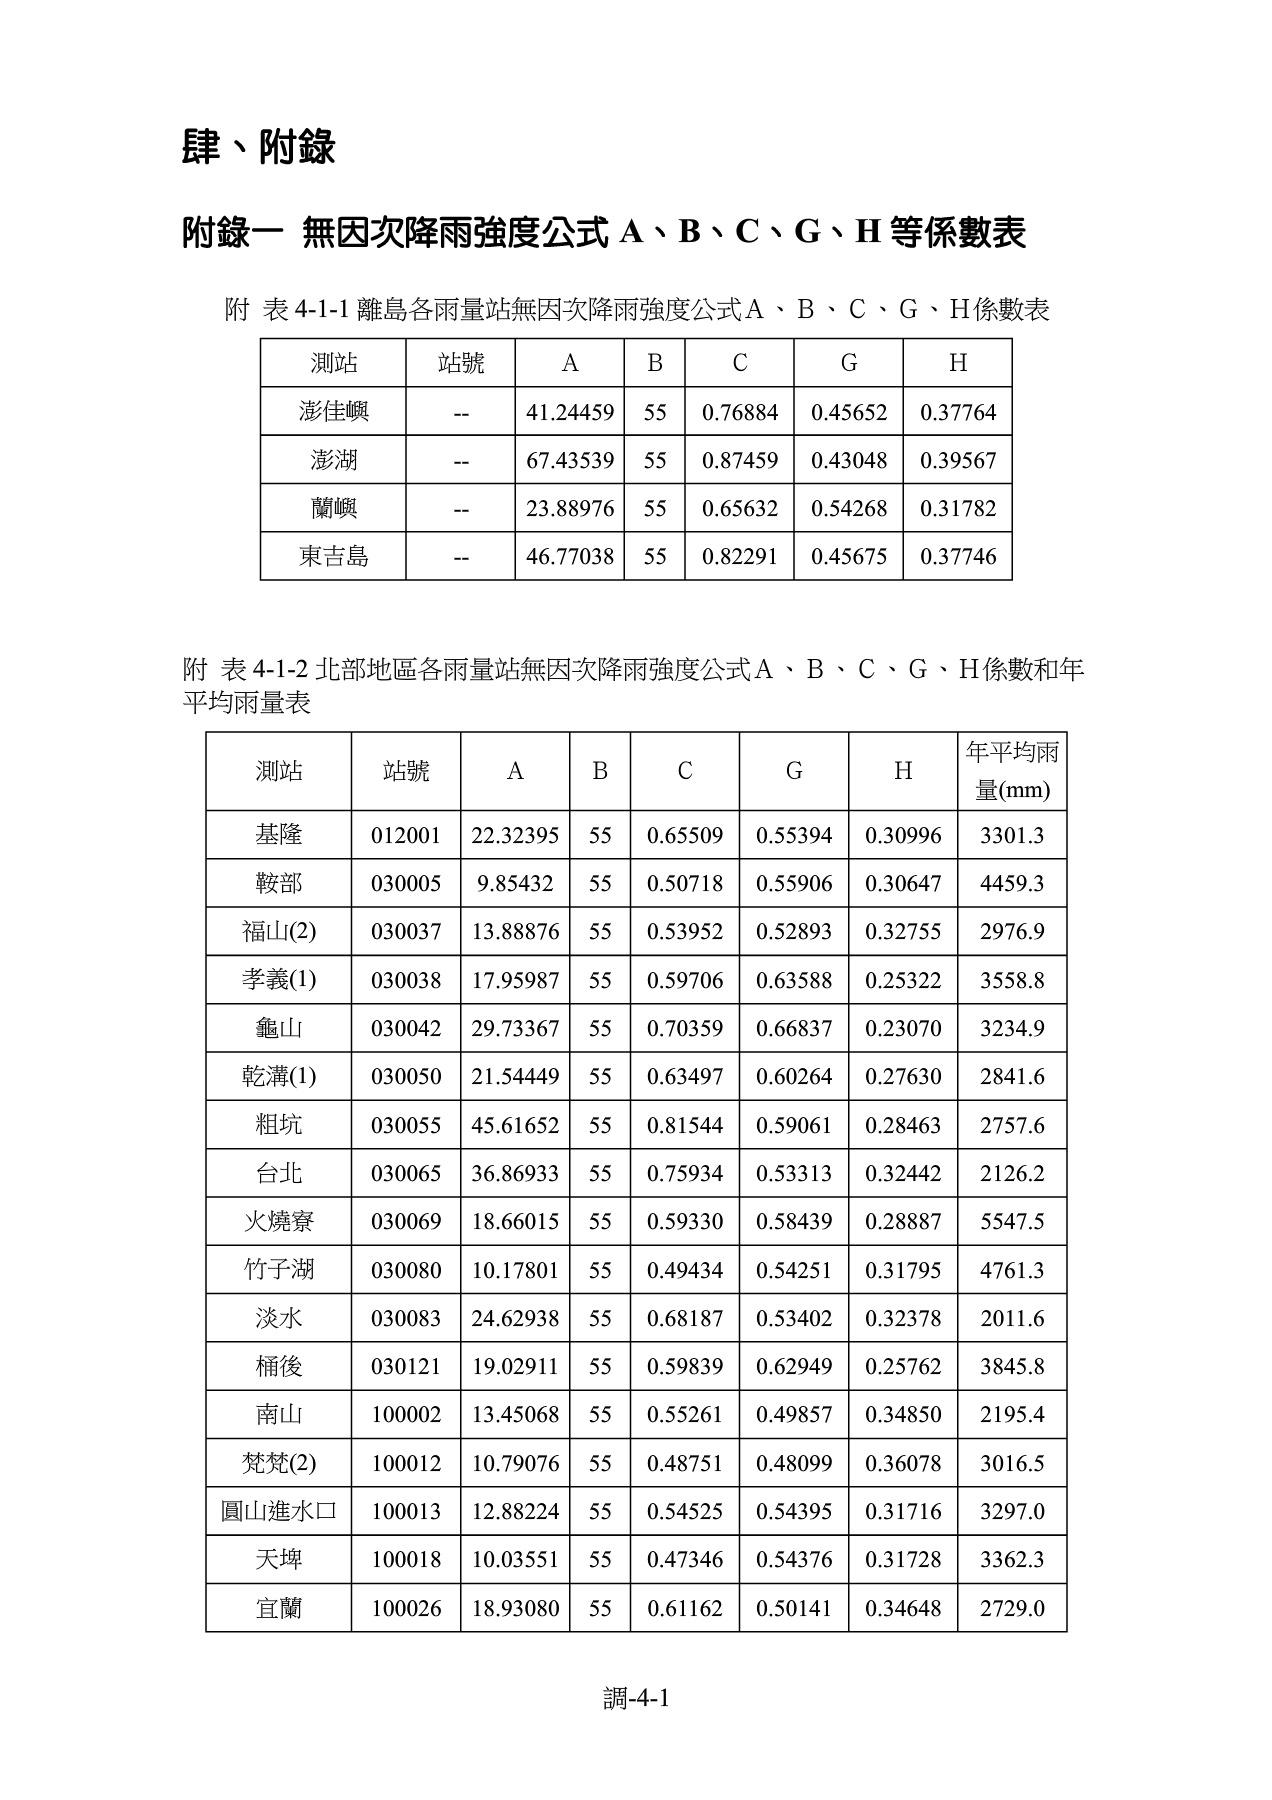 肆、附錄
附錄一 無因次降雨強度公式 A、B、C、G、H 等係數表
附 表 4-1-1 離島各雨量站無因次降雨強度公式Ａ、Ｂ、Ｃ、Ｇ、Ｈ係數表
測站 站號 Ａ Ｂ Ｃ Ｇ Ｈ
澎佳嶼 -- 41.24459 55 0.76884 0.45652 0.37764
澎湖 -- 67.43539 55 0.87459 0.43048 0.39567
蘭嶼 -- 23.88976 55 0.65632 0.54268 0.31782
東吉島 -- 46.77038 55 0.82291 0.45675 0.37746
附 表 4-1-2 北部地區各雨量站無因次降雨強度公式Ａ、Ｂ、Ｃ、Ｇ、Ｈ係數和年
平均雨量表
測站 站號 Ａ Ｂ Ｃ Ｇ Ｈ 年平均雨
量(mm)
基隆 012001 22.32395 55 0.65509 0.55394 0.30996 3301.3
鞍部 030005 9.85432 55 0.50718 0.55906 0.30647 4459.3
福山(2) 030037 13.88876 55 0.53952 0.52893 0.32755 2976.9
孝義(1) 030038 17.95987 55 0.59706 0.63588 0.25322 3558.8
龜山 030042 29.73367 55 0.70359 0.66837 0.23070 3234.9
乾溝(1) 030050 21.54449 55 0.63497 0.60264 0.27630 2841.6
粗坑 030055 45.61652 55 0.81544 0.59061 0.28463 2757.6
台北 030065 36.86933 55 0.75934 0.53313 0.32442 2126.2
火燒寮 030069 18.66015 55 0.59330 0.58439 0.28887 5547.5
竹子湖 030080 10.17801 55 0.49434 0.54251 0.31795 4761.3
淡水 030083 24.62938 55 0.68187 0.53402 0.32378 2011.6
桶後 030121 19.02911 55 0.59839 0.62949 0.25762 3845.8
南山 100002 13.45068 55 0.55261 0.49857 0.34850 2195.4
梵梵(2) 100012 10.79076 55 0.48751 0.48099 0.36078 3016.5
圓山進水口 100013 12.88224 55 0.54525 0.54395 0.31716 3297.0
天埤 100018 10.03551 55 0.47346 0.54376 0.31728 3362.3
宜蘭 100026 18.93080 55 0.61162 0.50141 0.34648 2729.0
調-4-1